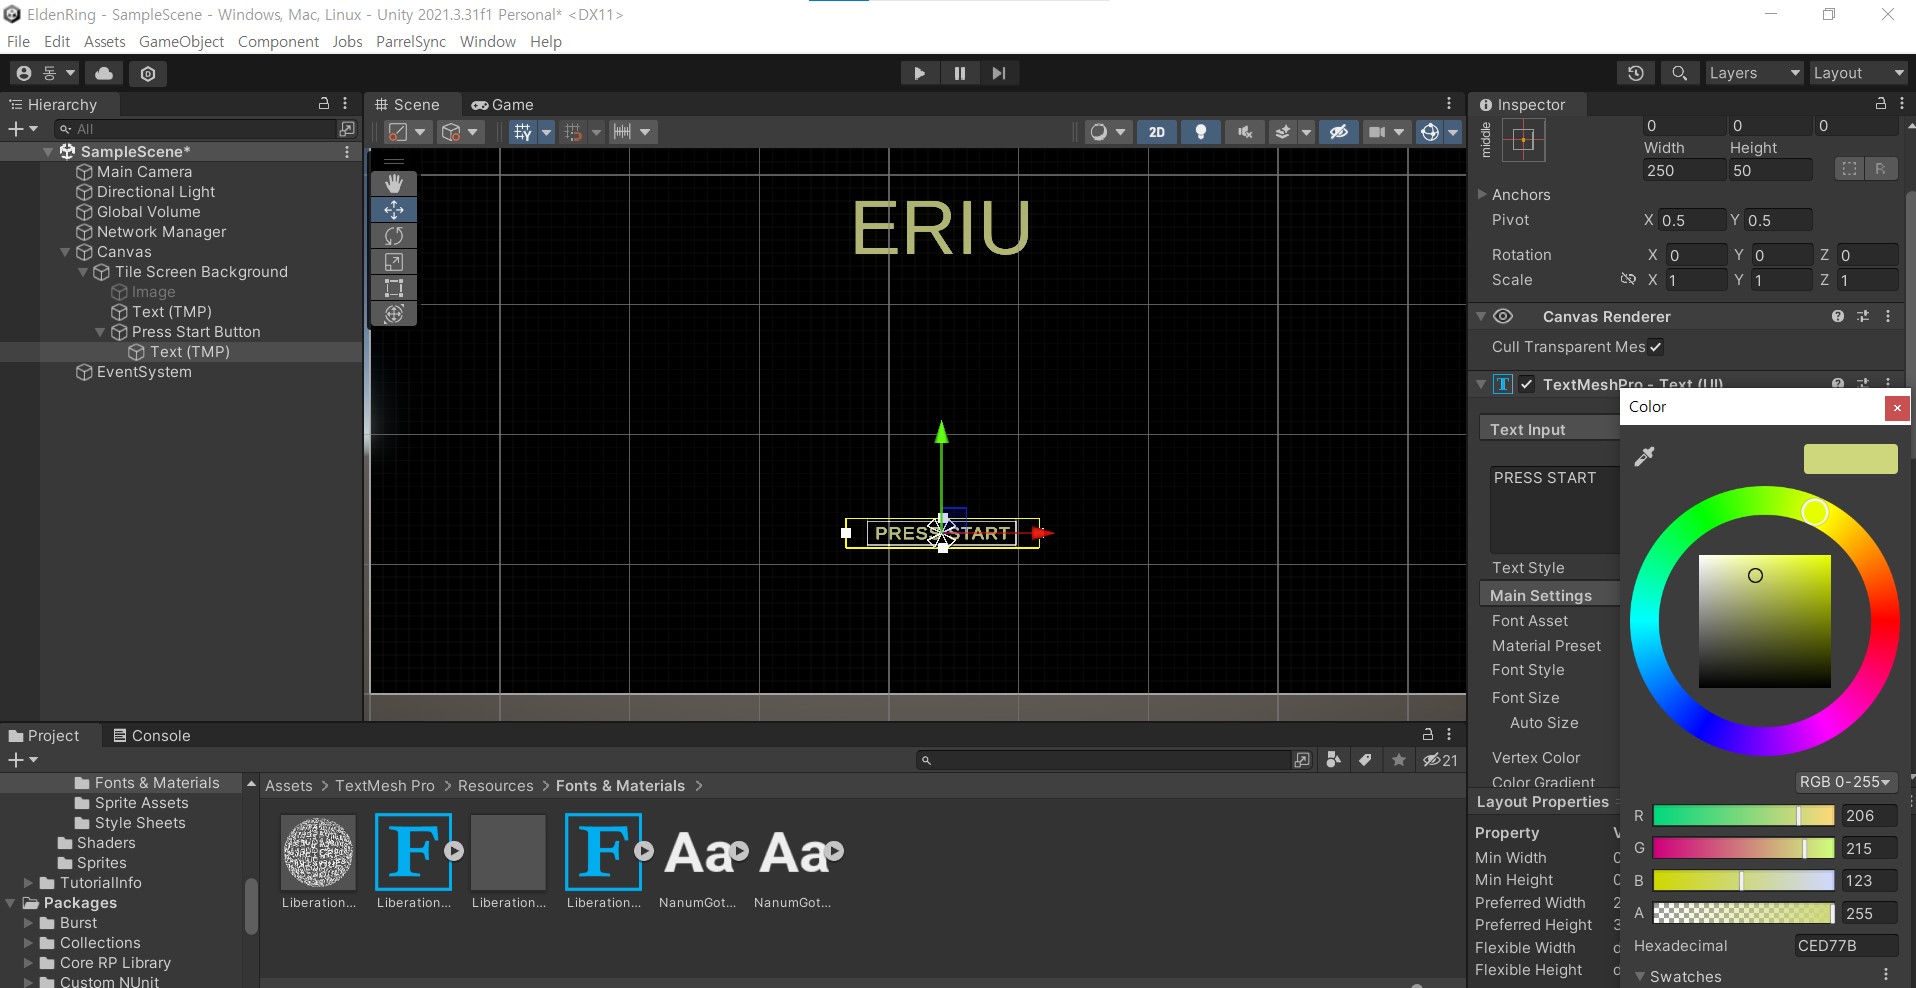 EldenRing - SampleScene - Windows, Mac, Linux - Unity 2021.3.31f1 Personal* <DX11>
File Edit Assets GameObject Component Jobs ParrelSync Window Help
동 Layers Layout
Hierarchy
All
SampleScene*
Main Camera
Directional Light
Global Volume
Network Manager
Canvas
Tile Screen Background
Image
Text (TMP)
Press Start Button
Text (TMP)
EventSystem
Scene Game
2D
ERIU
PRESS START
Inspector
middle
0 0 0
Width Height
250 50 R
Anchors
Pivot X 0.5 Y 0.5
Rotation X 0 Y 0 Z 0
Scale X 1 Y 1 Z 1
Canvas Renderer
Cull Transparent Mes
TextMeshPro - Text (UI)
Text Input
PRESS START
Text Style
Main Settings
Font Asset
Material Preset
Font Style
Font Size
Auto Size
Vertex Color
Color Gradient
Layout Properties
Property
Min Width
Min Height
Preferred Width 2
Preferred Height 3
Flexible Width d
Flexible Height d
Color
RGB 0-255
R 206
G 215
B 123
A 255
Hexadecimal CED77B
Swatches
Project Console
21
Fonts & Materials
Sprite Assets
Style Sheets
Shaders
Sprites
TutorialInfo
Packages
Burst
Collections
Core RP Library
Custom NUnit
Assets > TextMesh Pro > Resources > Fonts & Materials >
F F Aa Aa
Liberation... Liberation... Liberation... Liberation... NanumGot... NanumGot...